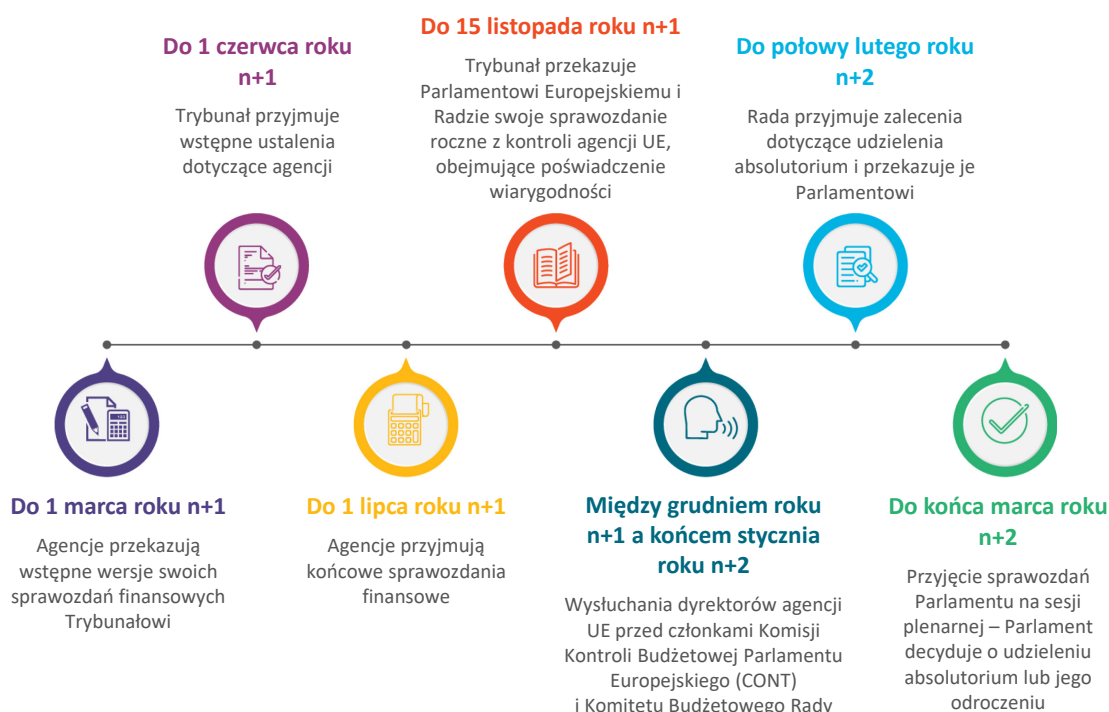 Do 1 czerwca roku
n+1
Trybunał przyjmuje
wstępne ustalenia
dotyczące agencji
Do 15 listopada roku n+1
Trybunał przekazuje
Parlamentowi Europejskiemu i
Radzie swoje sprawozdanie
roczne z kontroli agencji UE,
obejmujące poświadczenie
wiarygodności
Do połowy lutego roku
n+2
Rada przyjmuje zalecenia
dotyczące udzielenia
absolutorium i przekazuje je
Parlamentowi
Do 1 marca roku n+1
Agencje przekazują
wstępne wersje swoich
sprawozdań finansowych
Trybunałowi
Do 1 lipca roku n+1
Agencje przyjmują
końcowe sprawozdania
finansowe
Między grudniem roku
n+1 a końcem stycznia
roku n+2
Wysłuchania dyrektorów agencji
UE przed członkami Komisji
Kontroli Budżetowej Parlamentu
Europejskiego (CONT)
i Komitetu Budżetowego Rady
Do końca marca roku
n+2
Przyjęcie sprawozdań
Parlamentu na sesji
plenarnej – Parlament
decyduje o udzieleniu
absolutorium lub jego
odroczeniu